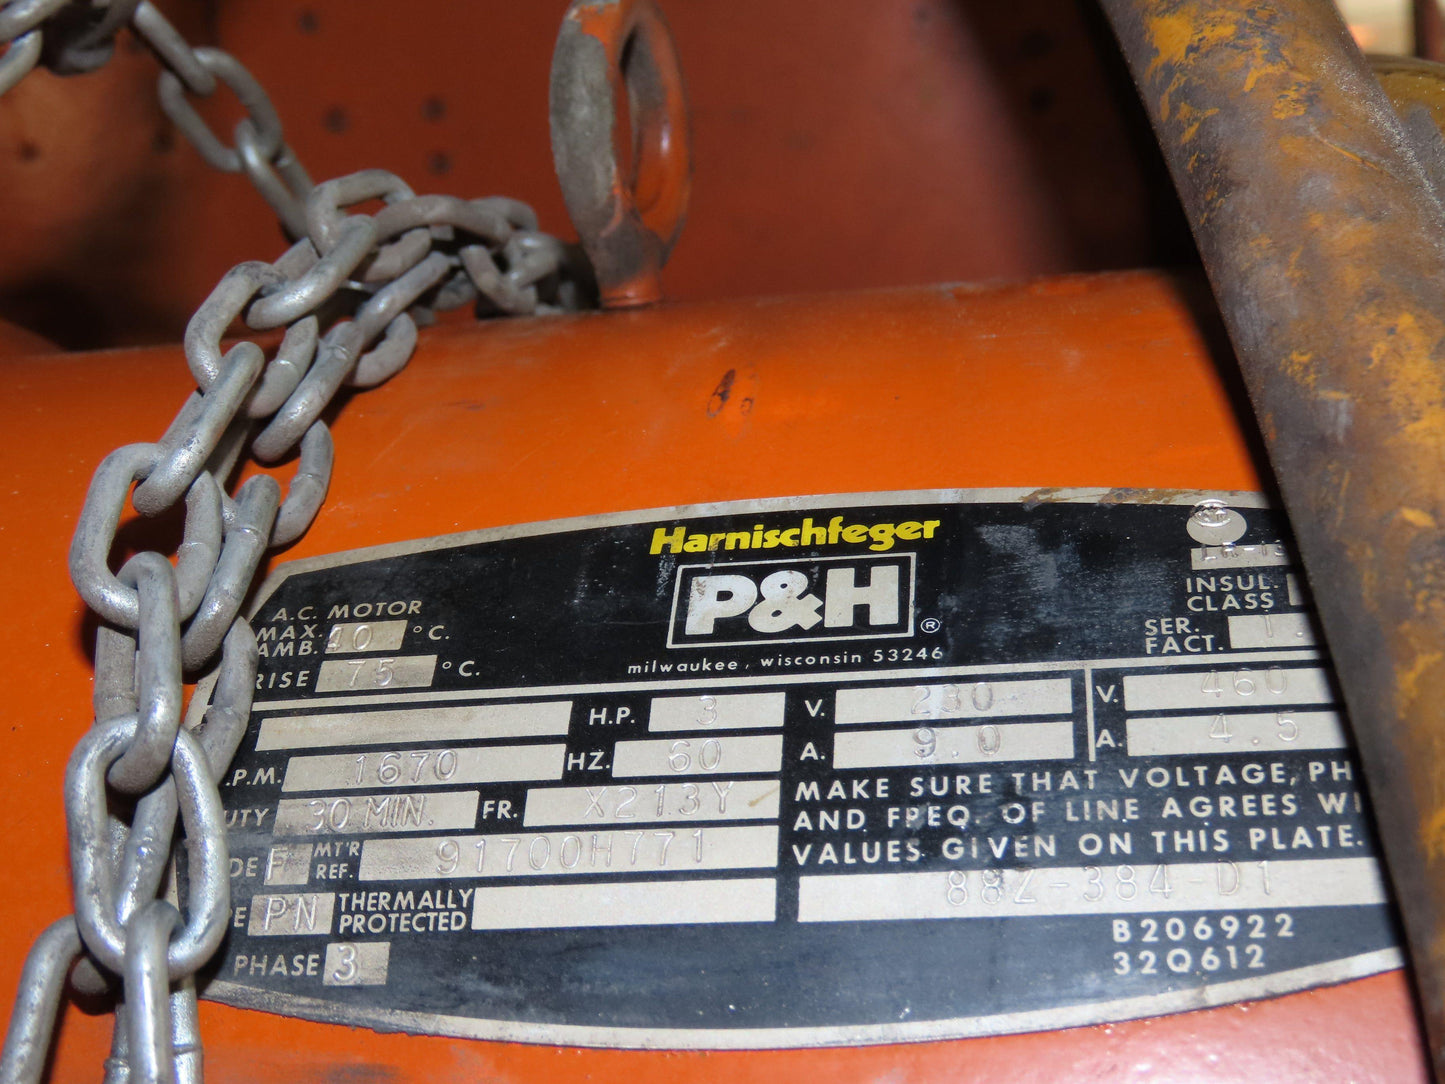 Harnischfeger
P&H ®
milwaukee, wisconsin 53246
A.C. MOTOR
MAX. AMB. 40 °C.
RISE 75 °C.
INSUL. CLASS
SER. FACT.
H.P. 3
V. 230
V. 460
.P.M. 1670
HZ. 60
A. 9.0
A. 4.5
UTY 30 MIN.
FR. X213Y
MAKE SURE THAT VOLTAGE, PH
AND FREQ. OF LINE AGREES WI
VALUES GIVEN ON THIS PLATE.
DE F
MT'R REF. 91700H771
88Z-384-D1
PE PN
THERMALLY PROTECTED
PHASE 3
B206922
32Q612